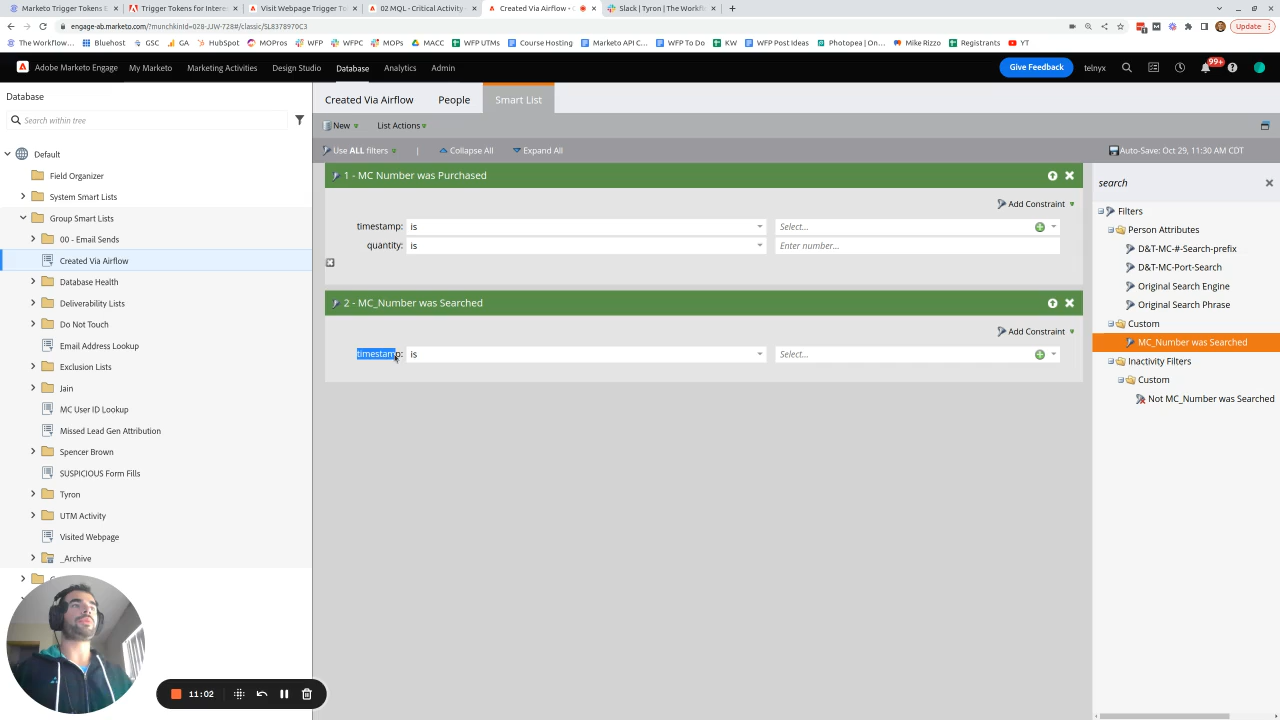 Marketo Trigger Tokens E
Trigger Tokens for Interes
Visit Webpage Trigger To
02 MQL - Critical Activity
Created Via Airflow -
Slack | Tyron | The Workfl
engage-ab.marketo.com/?munchkinId=028-JJW-728#/classic/SL8378970C3
Update
The Workflow...
Bluehost
GSC
GA
HubSpot
MOPros
WFP
WFPC
MOPs
MACC
WFP UTMs
Course Hosting
Marketo API C...
WFP To Do
KW
WFP Post Ideas
Photopea | On...
Mike Rizzo
Registrants
YT
Adobe Marketo Engage
My Marketo
Marketing Activities
Design Studio
Database
Analytics
Admin
Give Feedback
telnyx
99+
Database
Search within tree
Default
Field Organizer
System Smart Lists
Group Smart Lists
00 - Email Sends
Created Via Airflow
Database Health
Deliverability Lists
Do Not Touch
Email Address Lookup
Exclusion Lists
Jain
MC User ID Lookup
Missed Lead Gen Attribution
Spencer Brown
SUSPICIOUS Form Fills
Tyron
UTM Activity
Visited Webpage
_Archive
11:02
Created Via Airflow
People
Smart List
New
List Actions
Use ALL filters
|
Collapse All
Expand All
Auto-Save: Oct 29, 11:30 AM CDT
1 - MC Number was Purchased
Add Constraint
timestamp: is Select...
quantity: is Enter number...
2 - MC_Number was Searched
Add Constraint
timestamp: is Select...
search
Filters
Person Attributes
D&T-MC-#-Search-prefix
D&T-MC-Port-Search
Original Search Engine
Original Search Phrase
Custom
MC_Number was Searched
Inactivity Filters
Custom
Not MC_Number was Searched